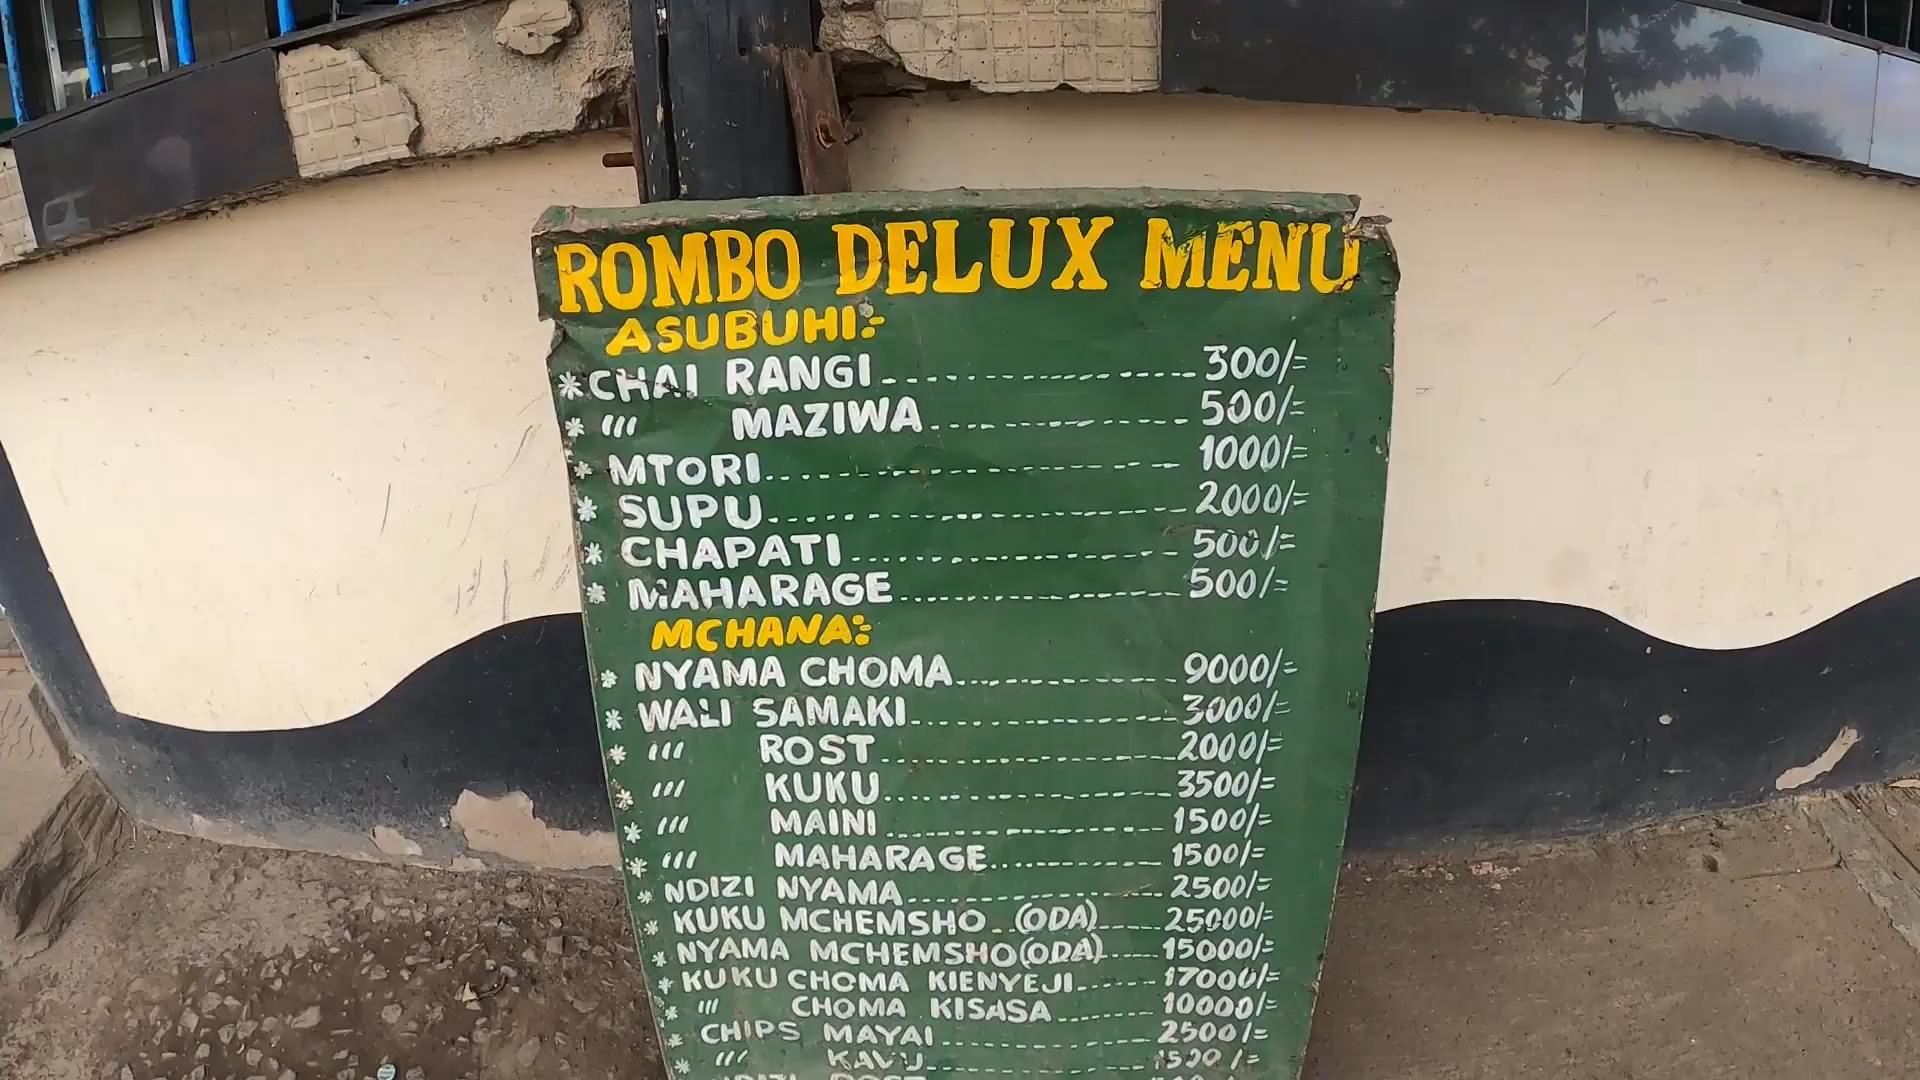 ROMBO DELUX MENU
ASUBUHI:-
* CHAI RANGI 300/=
* ''' MAZIWA 500/=
* MTORI 1000/=
* SUPU 2000/=
* CHAPATI 500/=
* MAHARAGE 500/=
MCHANA:-
* NYAMA CHOMA 9000/=
* WALI SAMAKI 3000/=
* ''' ROST 2000/=
* ''' KUKU 3500/=
* ''' MAINI 1500/=
* ''' MAHARAGE 1500/=
* NDIZI NYAMA 2500/=
* KUKU MCHEMSHO (ODA) 25000/=
* NYAMA MCHEMSHO (ODA) 15000/=
* KUKU CHOMA KIENYEJI 17000/=
* ''' CHOMA KISASA 10000/=
* CHIPS MAYAI 2500/=
* ''' KAVU 1500/=